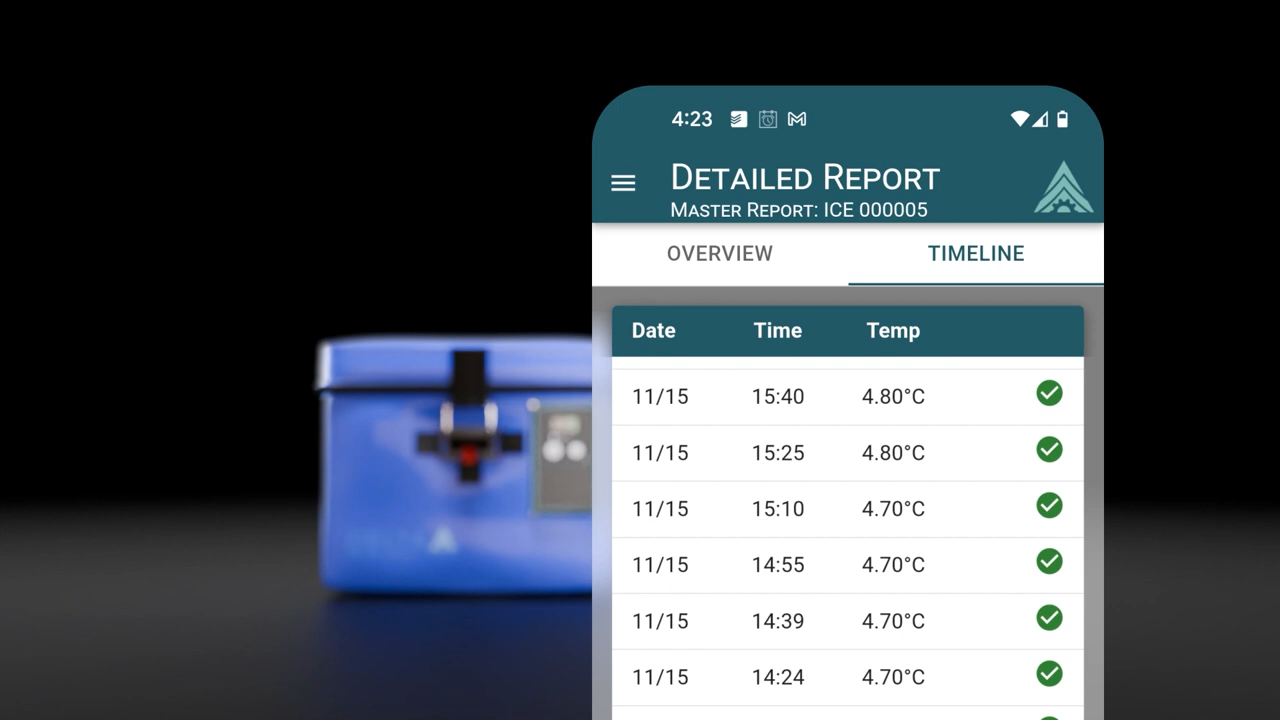 4:23
DETAILED REPORT
MASTER REPORT: ICE 000005
OVERVIEW TIMELINE
Date Time Temp
11/15 15:40 4.80°C
11/15 15:25 4.80°C
11/15 15:10 4.70°C
11/15 14:55 4.70°C
11/15 14:39 4.70°C
11/15 14:24 4.70°C